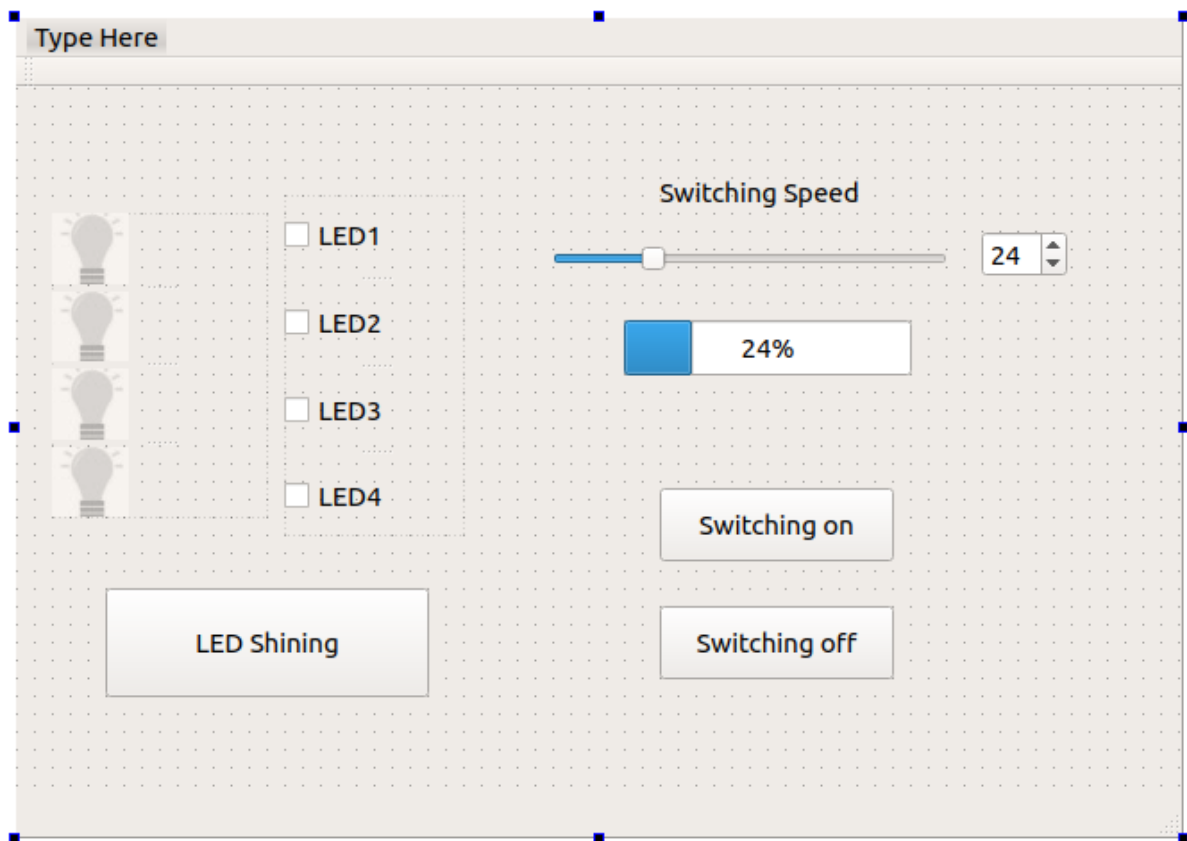 Type Here
LED1
LED2
LED3
LED4
LED Shining
Switching Speed
24
24%
Switching on
Switching off